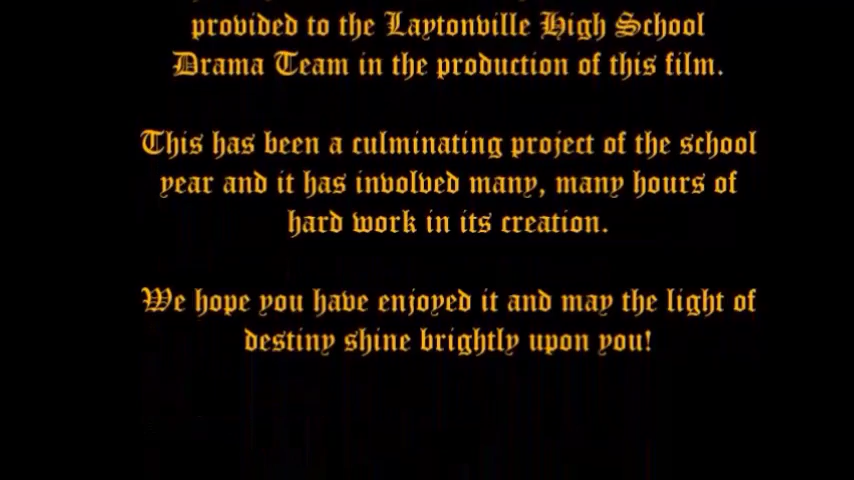 provided to the Laytonville High School
Drama Team in the production of this film.
This has been a culminating project of the school
year and it has involved many, many hours of
hard work in its creation.
We hope you have enjoyed it and may the light of
destiny shine brightly upon you!